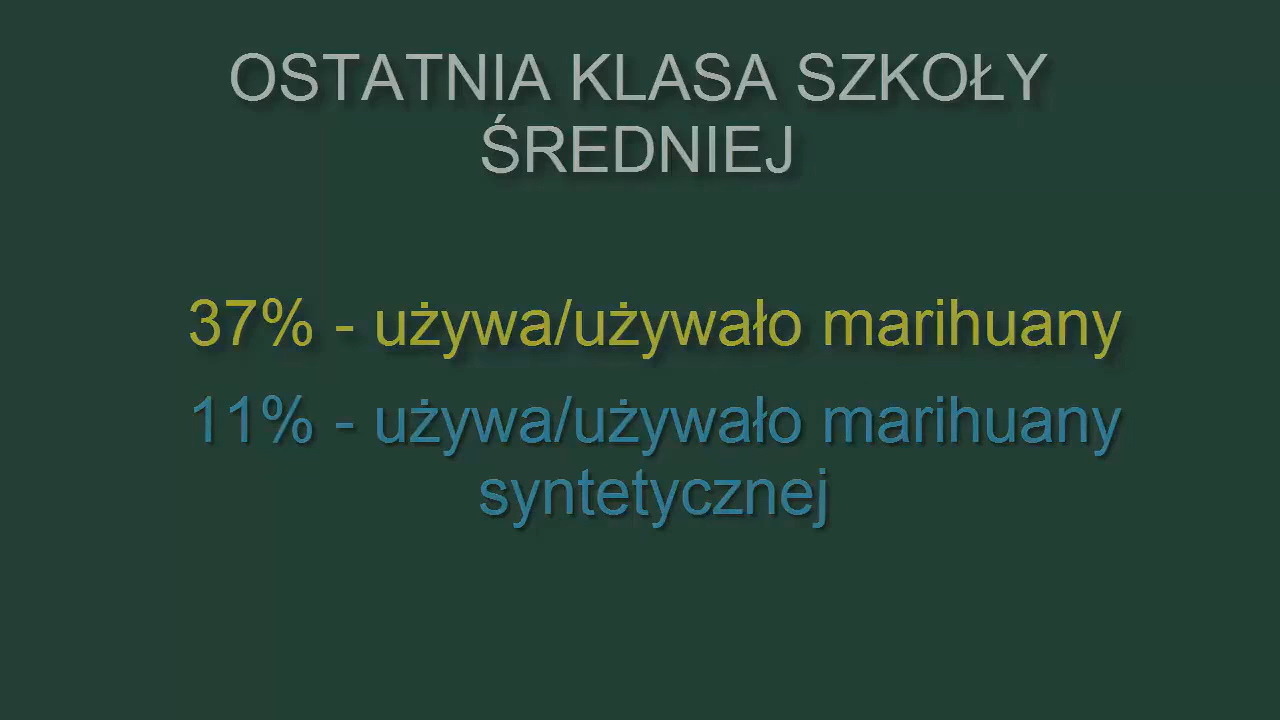 OSTATNIA KLASA SZKOŁY
ŚREDNIEJ
37% - używa/używało marihuany
11% - używa/używało marihuany
syntetycznej